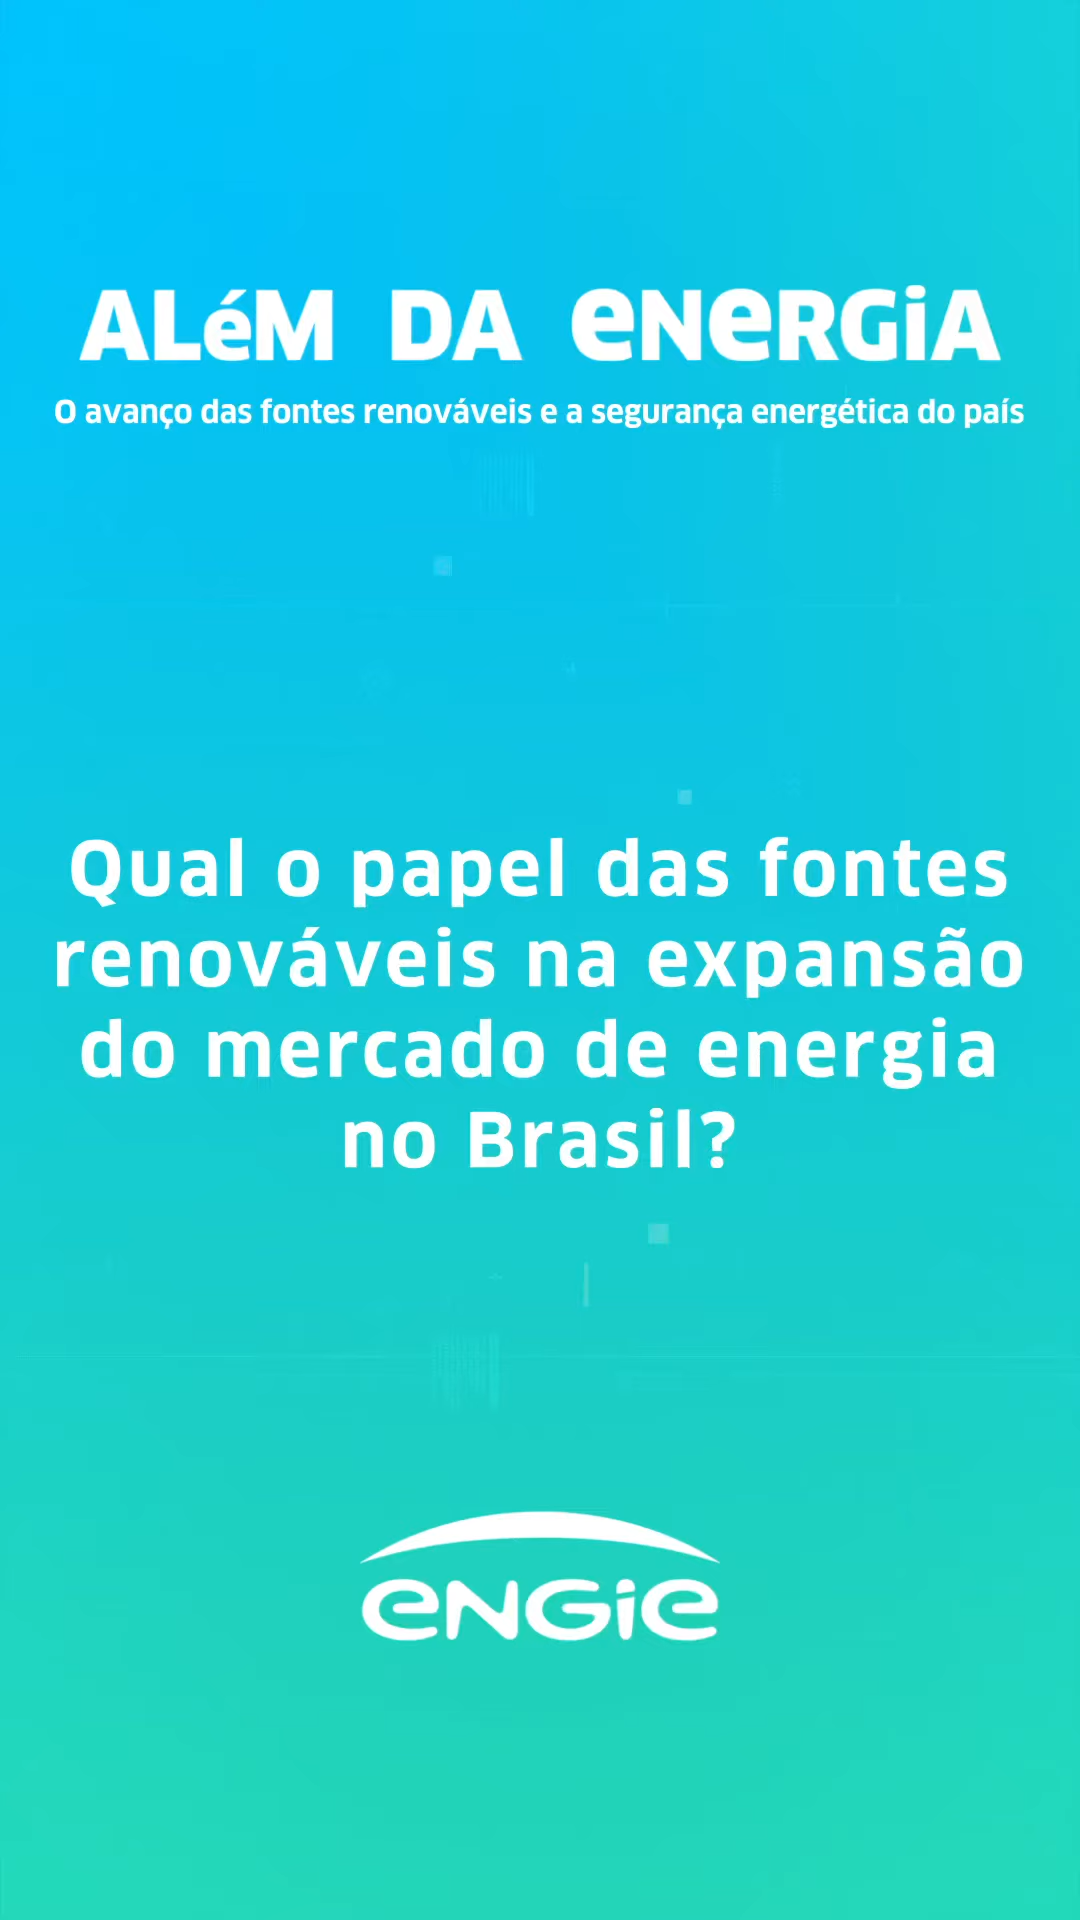 ALéM DA eNeRGiA
O avanço das fontes renováveis e a segurança energética do país
Qual o papel das fontes
renováveis na expansão
do mercado de energia
no Brasil?
eNGie